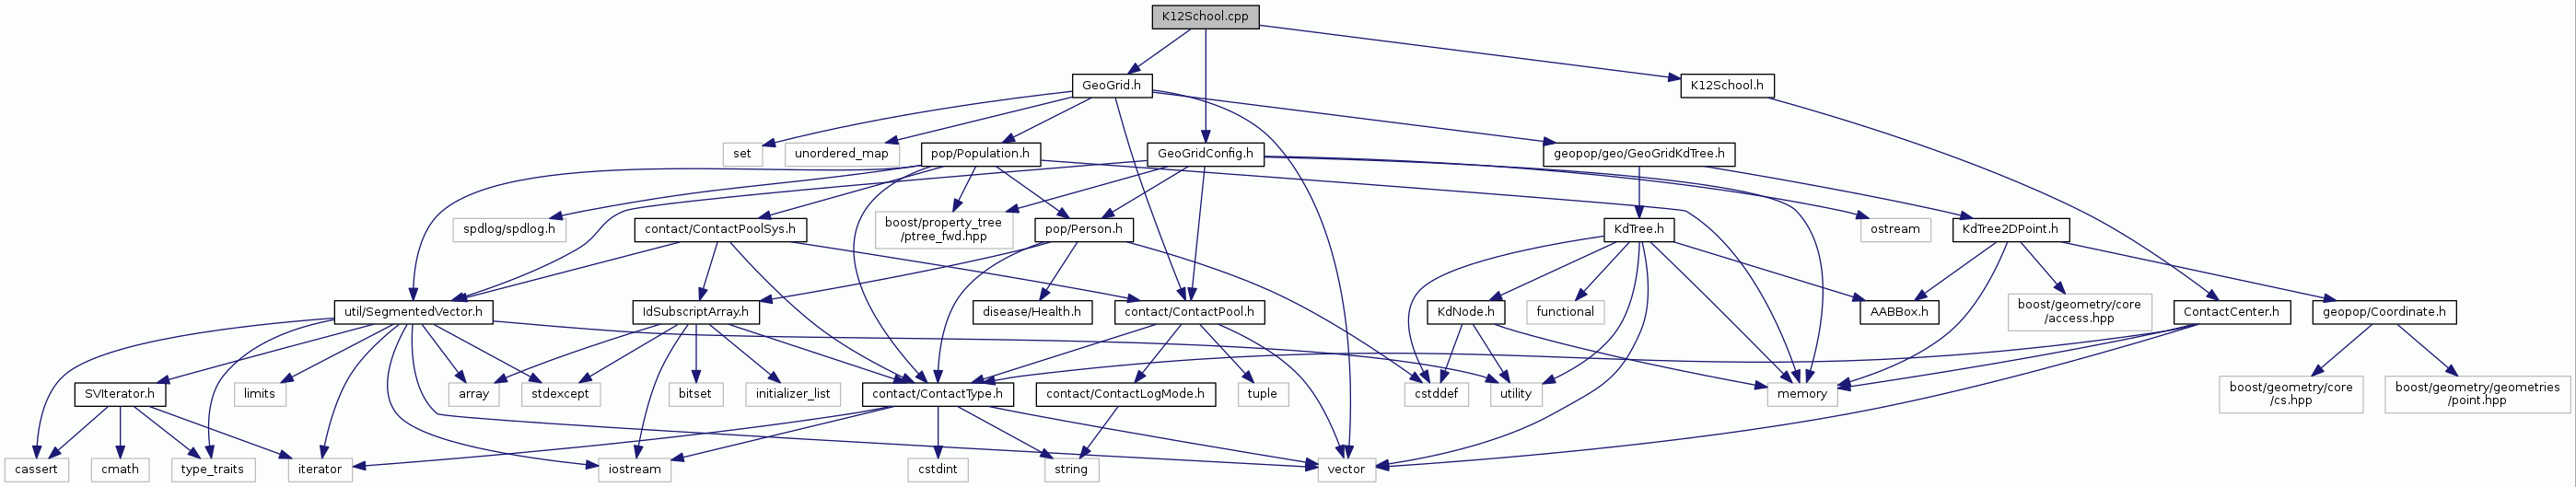 K12School.cpp
GeoGrid.h
K12School.h
set
unordered_map
pop/Population.h
GeoGridConfig.h
geopop/geo/GeoGridKdTree.h
spdlog/spdlog.h
contact/ContactPoolSys.h
boost/property_tree
/ptree_fwd.hpp
pop/Person.h
KdTree.h
ostream
KdTree2DPoint.h
util/SegmentedVector.h
IdSubscriptArray.h
disease/Health.h
contact/ContactPool.h
KdNode.h
functional
AABBox.h
boost/geometry/core
/access.hpp
ContactCenter.h
geopop/Coordinate.h
SVIterator.h
limits
array
stdexcept
bitset
initializer_list
contact/ContactType.h
contact/ContactLogMode.h
tuple
cstddef
utility
memory
boost/geometry/core
/cs.hpp
boost/geometry/geometries
/point.hpp
cassert
cmath
type_traits
iterator
iostream
cstdint
string
vector